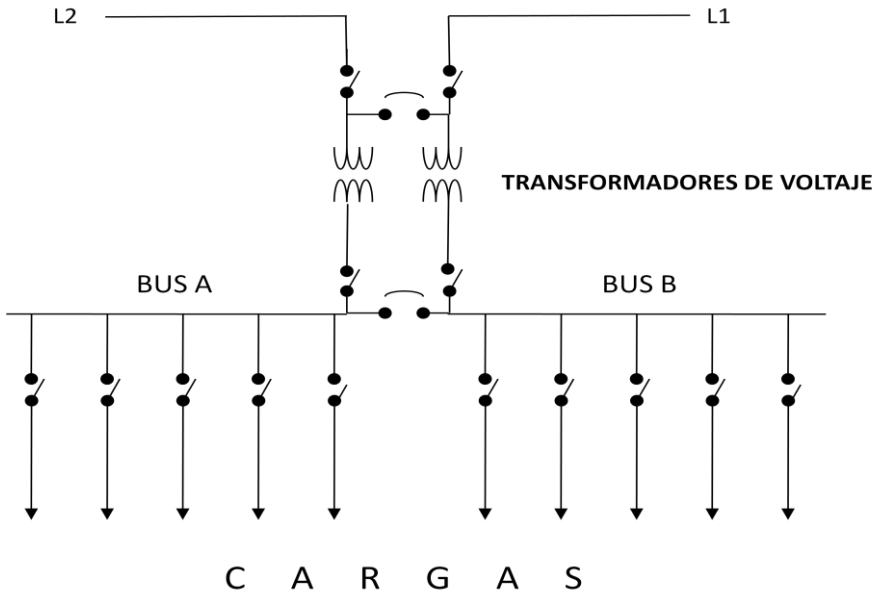 L2
L1
TRANSFORMADORES DE VOLTAJE
BUS A
BUS B
C A R G A S